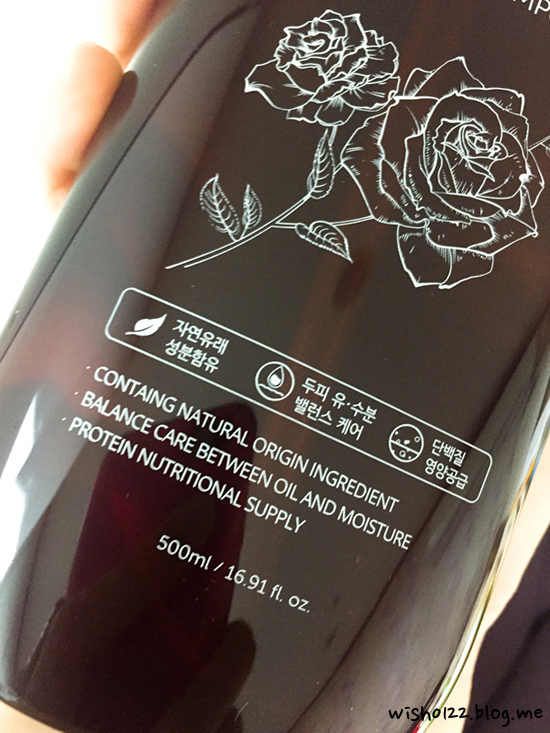 자연유래
성분함유
두피 유·수분
밸런스 케어
단백질
영양공급
· CONTAING NATURAL ORIGIN INGREDIENT
· BALANCE CARE BETWEEN OIL AND MOISTURE
· PROTEIN NUTRITIONAL SUPPLY
500ml / 16.91 fl. oz.
wisho122.blog.me